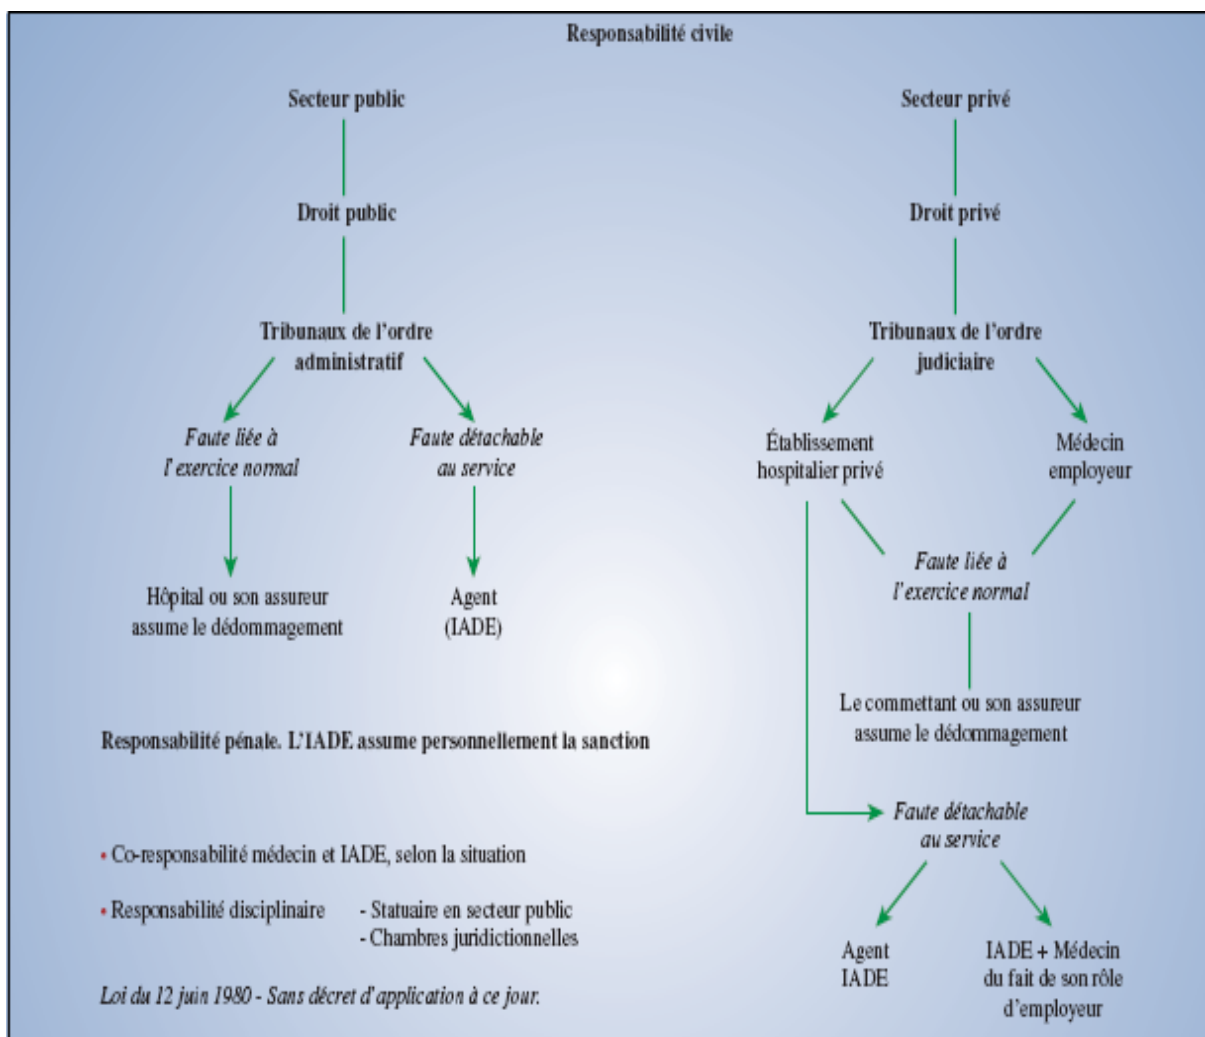 Responsabilité civile
Secteur public
Droit public
Tribunaux de l'ordre
administratif
Faute liée à
l'exercice normal
Faute détachable
au service
Hôpital ou son assureur
assume le dédommagement
Agent
(IADE)
Secteur privé
Droit privé
Tribunaux de l'ordre
judiciaire
Établissement
hospitalier privé
Médecin
employeur
Faute liée à
l'exercice normal
Le commettant ou son assureur
assume le dédommagement
Faute détachable
au service
Agent
IADE
IADE + Médecin
du fait de son rôle
d'employeur
Responsabilité pénale. L'IADE assume personnellement la sanction
• Co-responsabilité médecin et IADE, selon la situation
• Responsabilité disciplinaire - Statuaire en secteur public
- Chambres juridictionnelles
Loi du 12 juin 1980 - Sans décret d'application à ce jour.